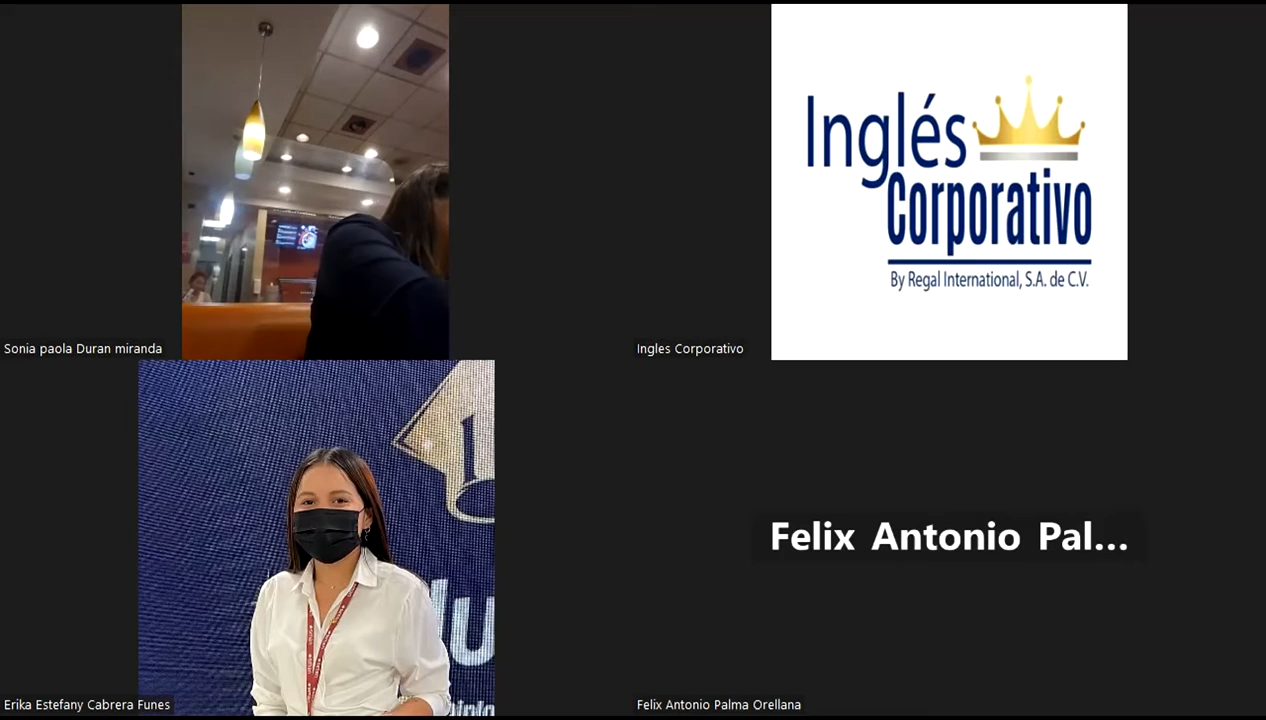 Inglés
Corporativo
By Regal International, S.A. de C.V.
Sonia paola Duran miranda
Ingles Corporativo
Felix Antonio Pal...
Erika Estefany Cabrera Funes
Felix Antonio Palma Orellana